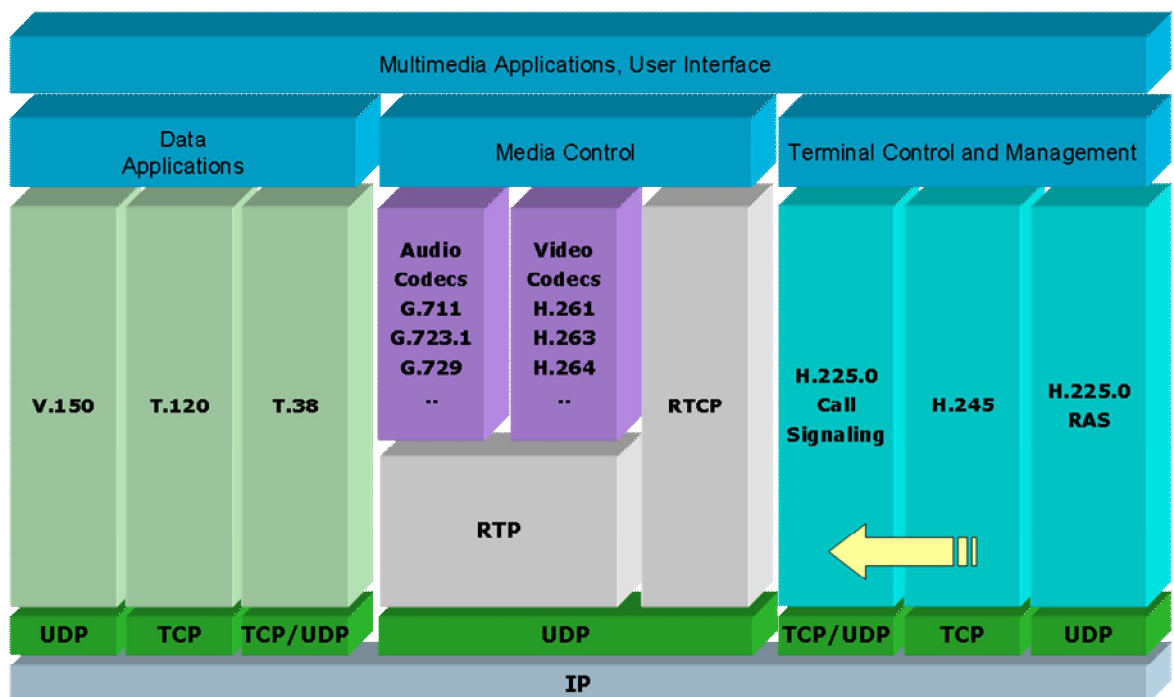 Multimedia Applications, User Interface
Data
Applications
Media Control
Terminal Control and Management
V.150
T.120
T.38
Audio
Codecs
G.711
G.723.1
G.729
..
Video
Codecs
H.261
H.263
H.264
..
RTP
RTCP
H.225.0
Call
Signaling
H.245
H.225.0
RAS
UDP
TCP
TCP/UDP
UDP
TCP/UDP
TCP
UDP
IP